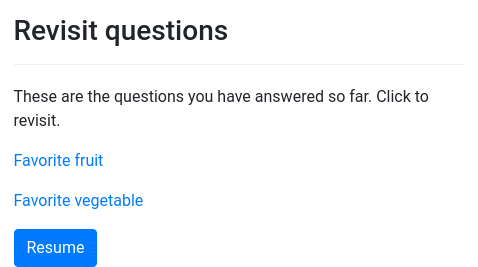 Revisit questions
These are the questions you have answered so far. Click to
revisit.
Favorite fruit
Favorite vegetable
Resume